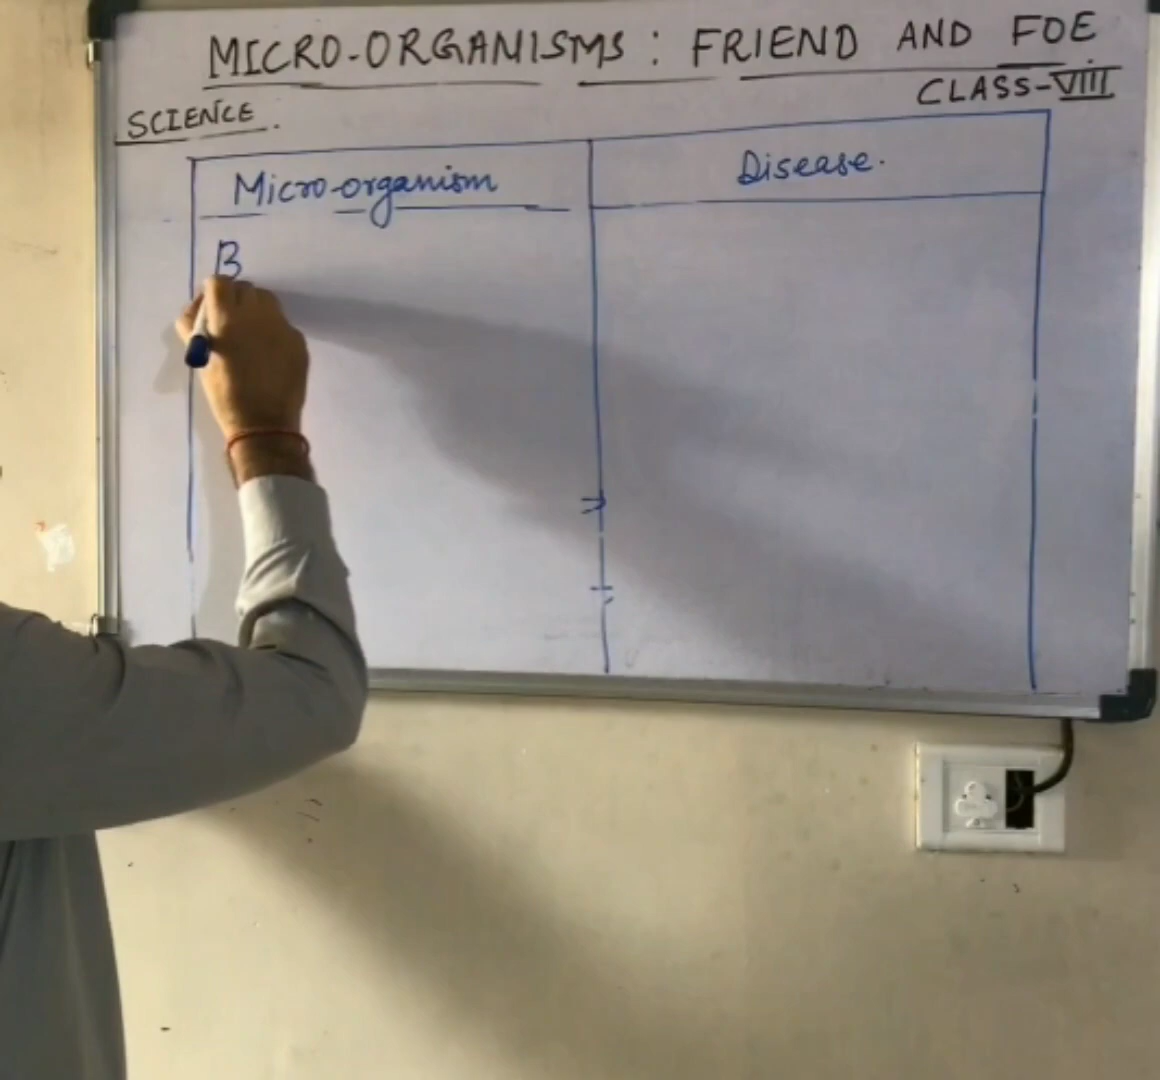 MICRO-ORGANISMS : FRIEND AND FOE
CLASS-VIII
SCIENCE.
Micro-organism
Disease.
B